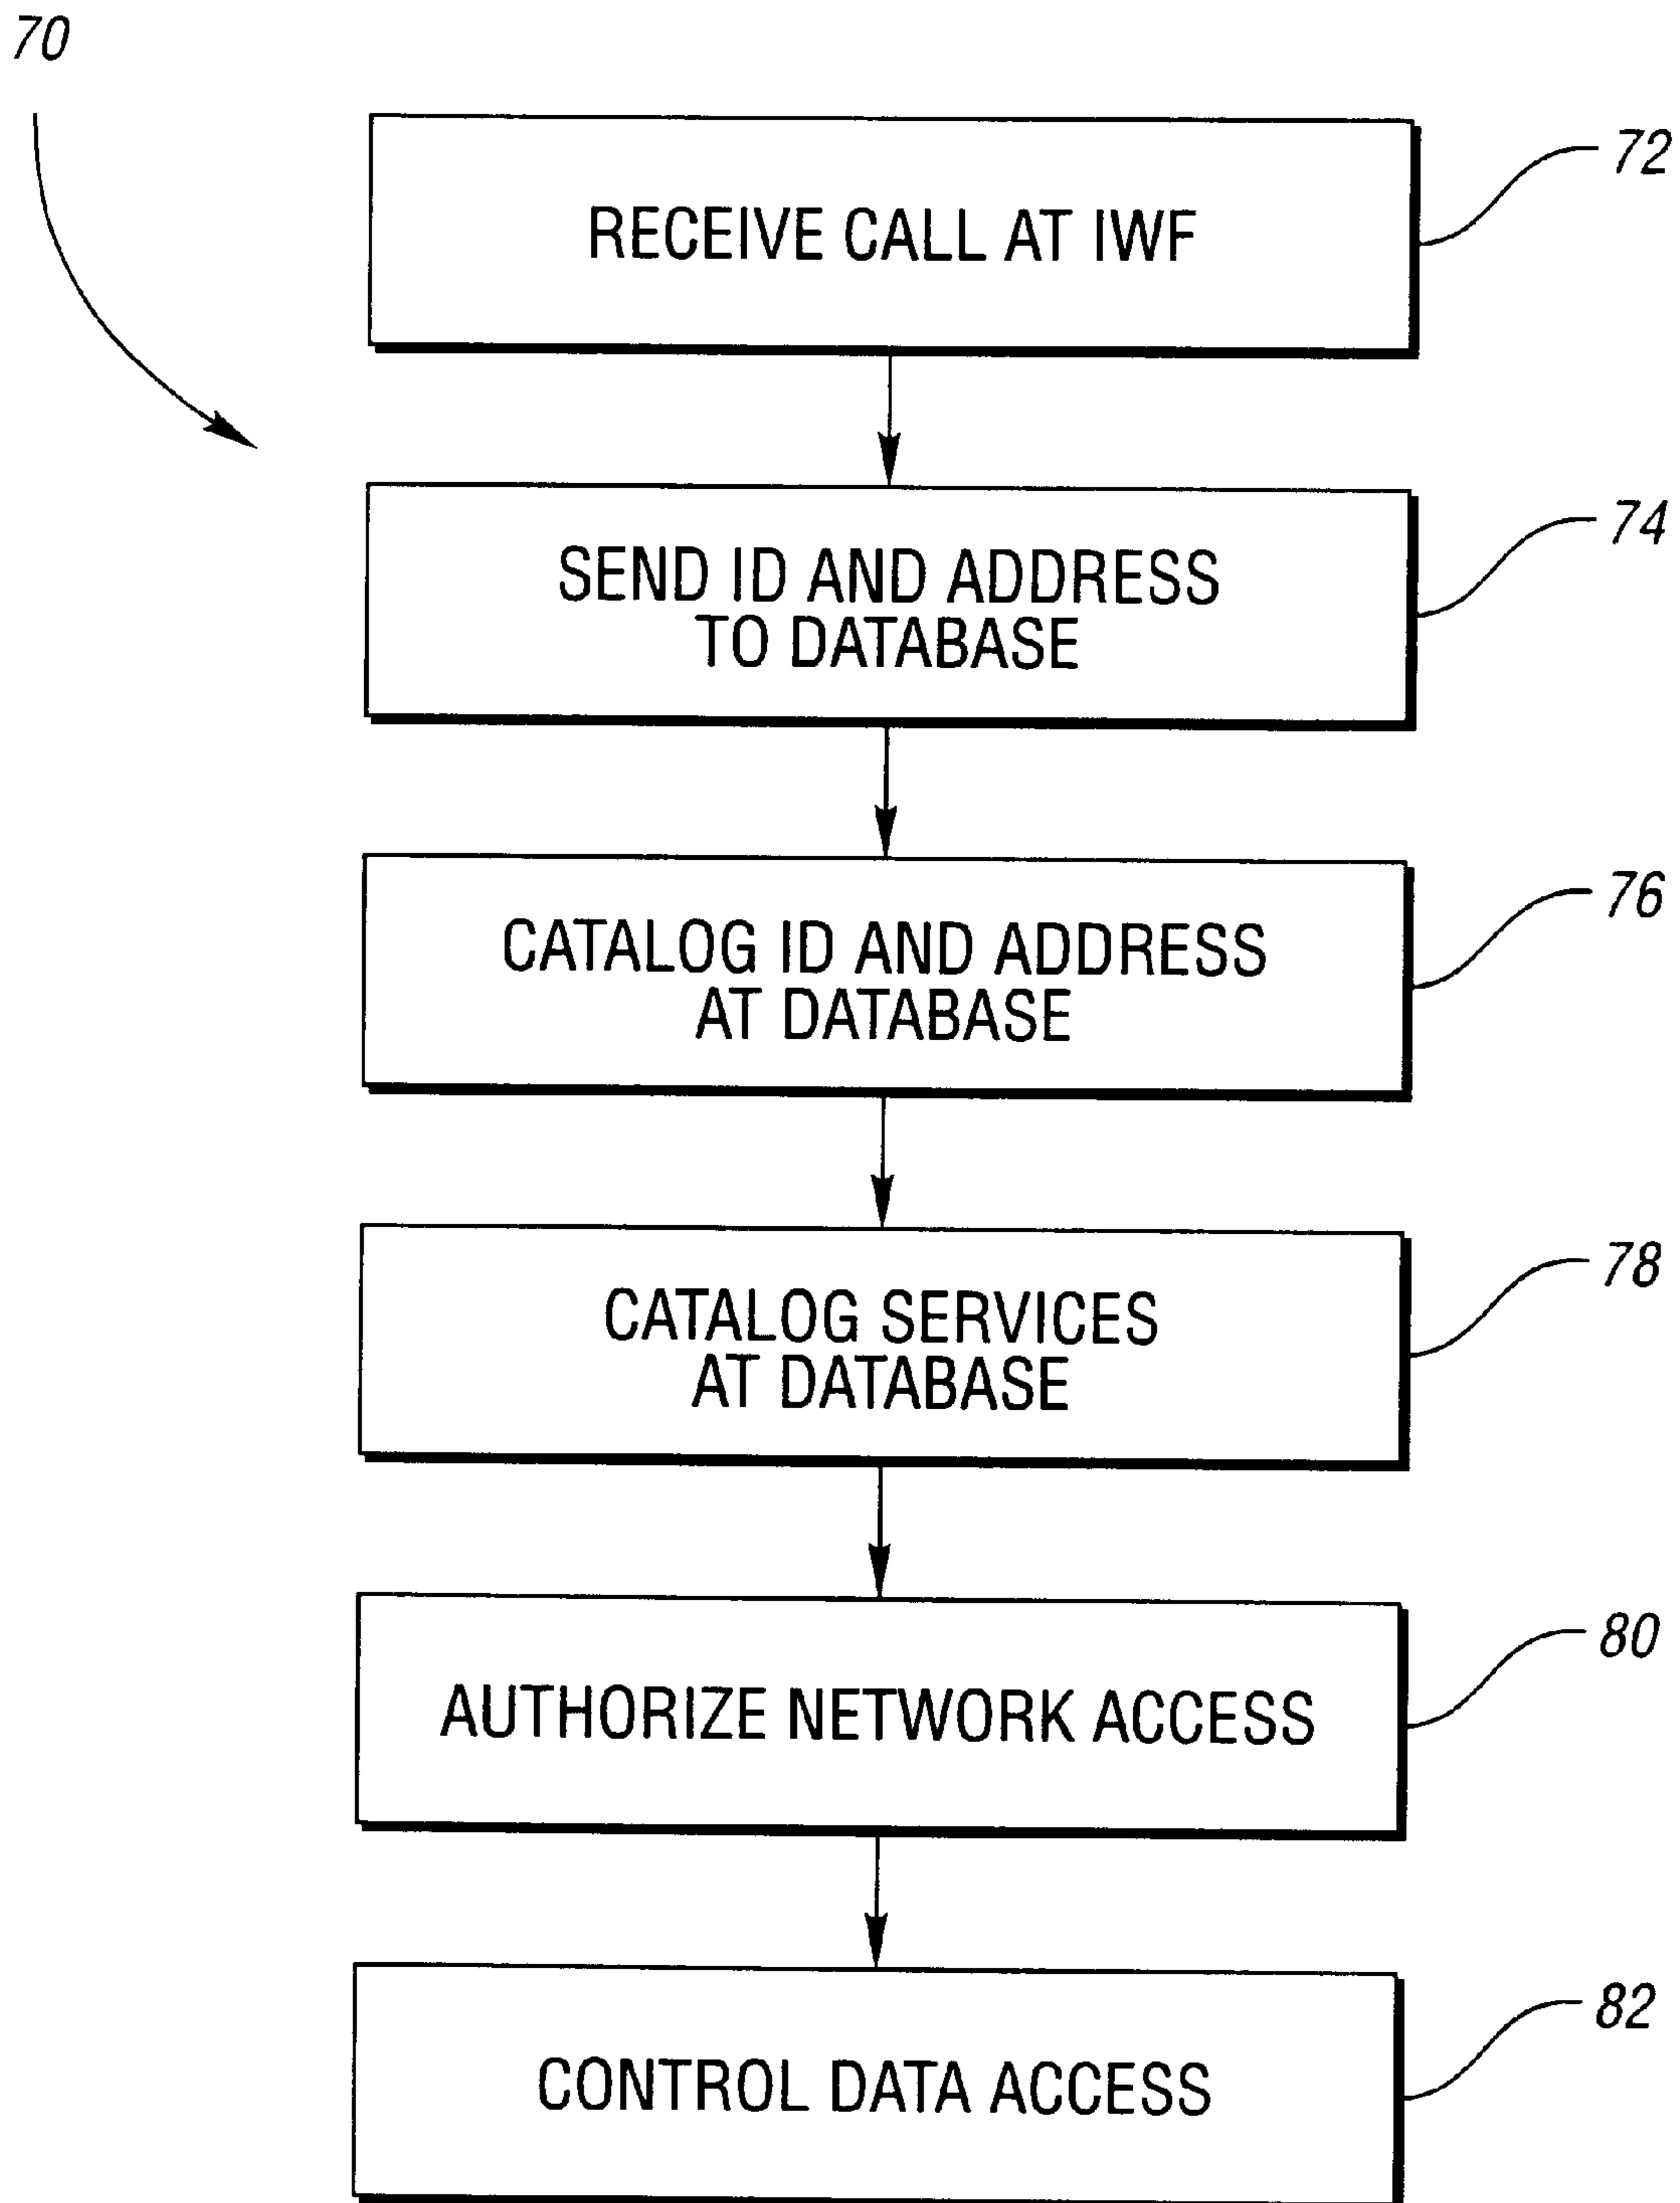 70
RECEIVE CALL AT IWF
72
SEND ID AND ADDRESS
TO DATABASE
74
CATALOG ID AND ADDRESS
AT DATABASE
76
CATALOG SERVICES
AT DATABASE
78
AUTHORIZE NETWORK ACCESS
80
CONTROL DATA ACCESS
82